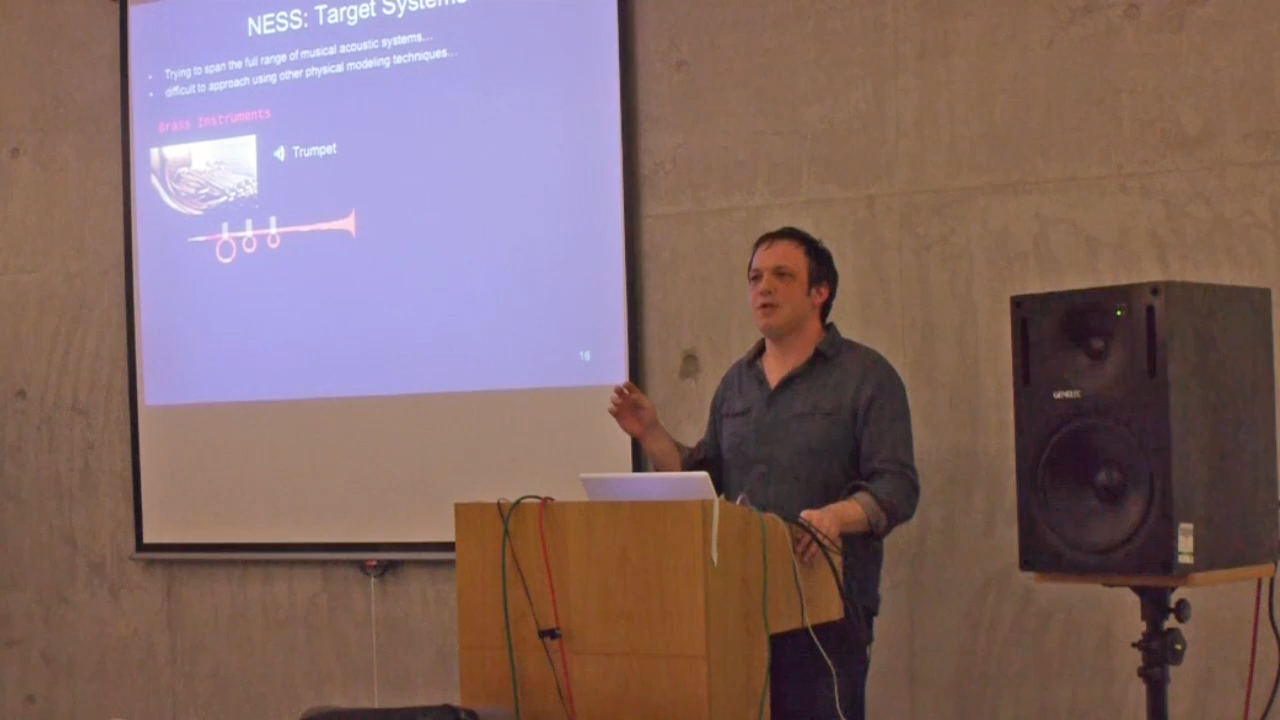 NESS: Target Systems
Trying to span the full range of musical acoustic systems...
difficult to approach using other physical modeling techniques...
Brass Instruments
Trumpet
16
GENELEC